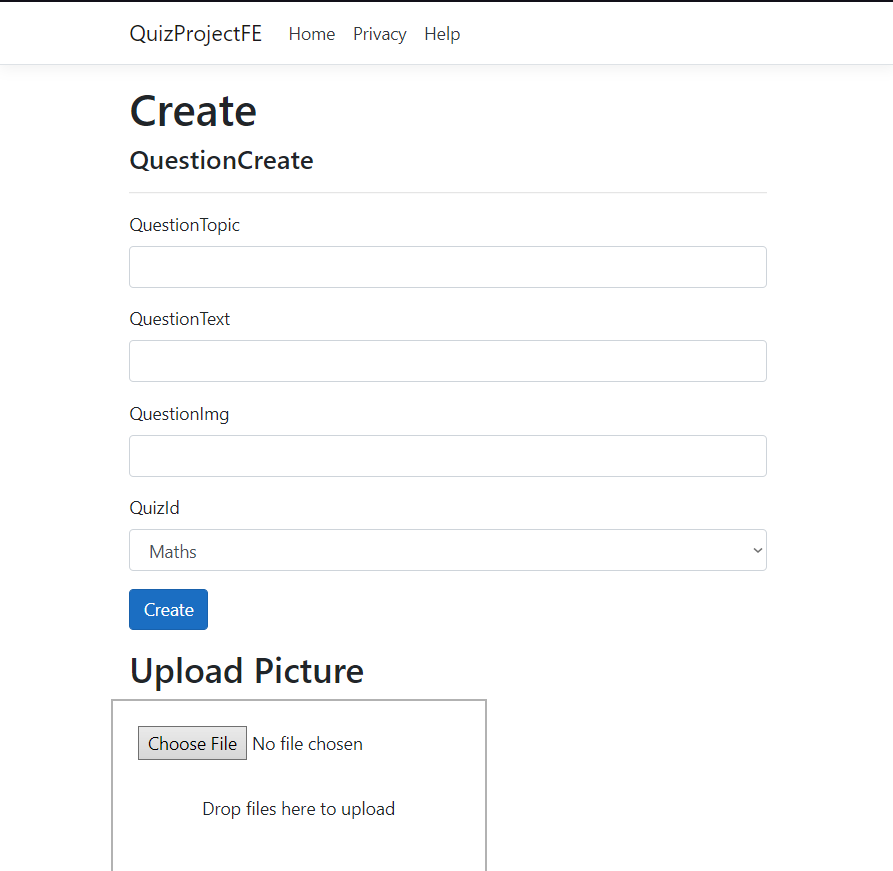 QuizProjectFE Home Privacy Help
Create
QuestionCreate
QuestionTopic
QuestionText
QuestionImg
QuizId
Maths
Create
Upload Picture
Choose File No file chosen
Drop files here to upload